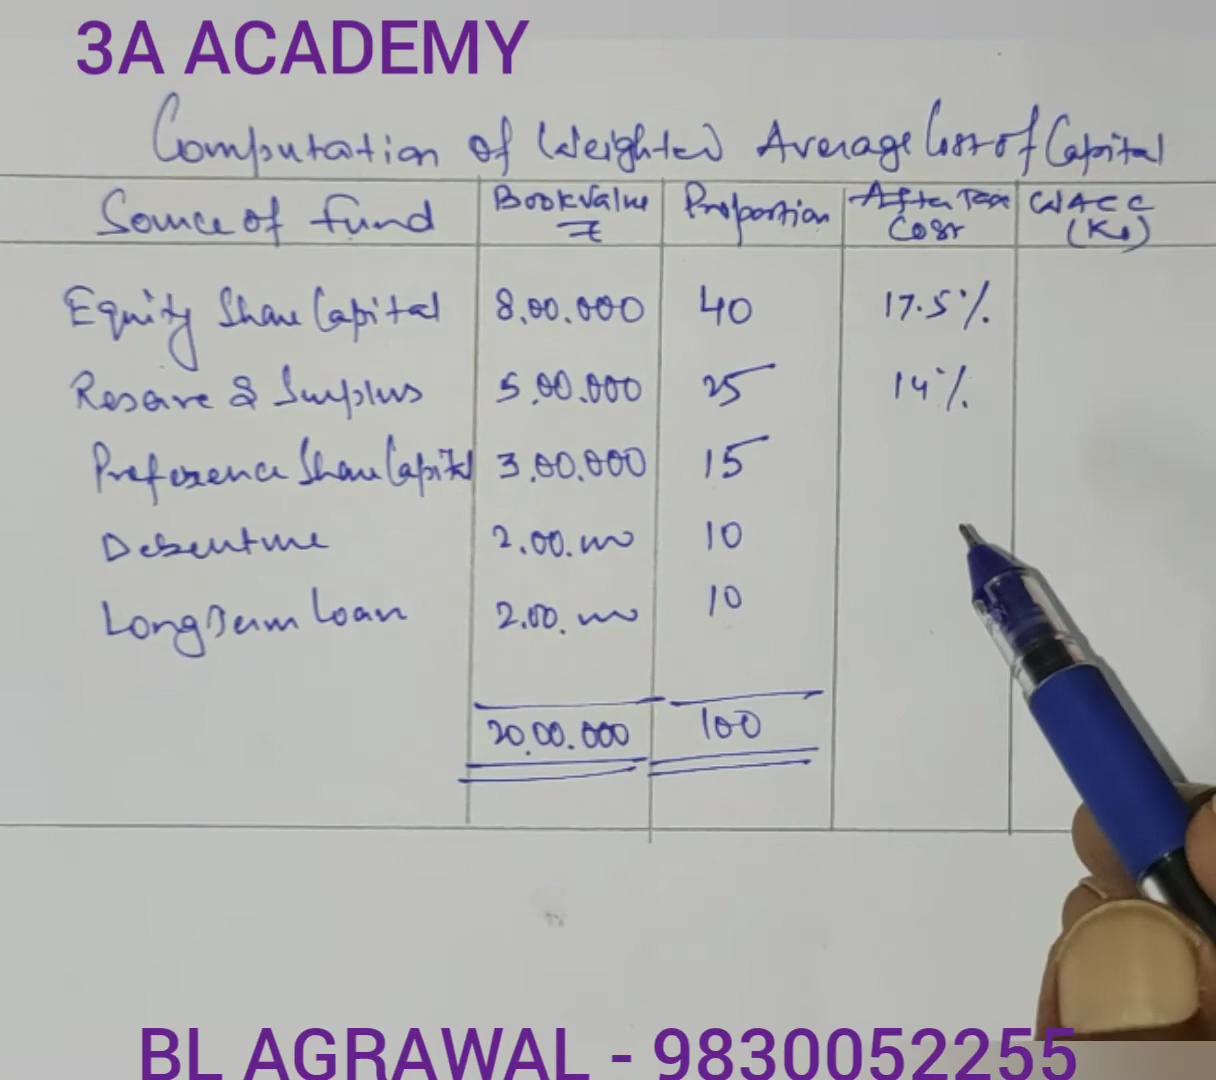 3A ACADEMY
Computation of Weighted Average Cost of Capital
Source of Fund Book Value ₹ Proportion After Tax Cost WACC (Ko)
Equity Share Capital 8,00,000 40 17.5%
Reserve & Surplus 5,00,000 25 14%
Preference Share Capital 3,00,000 15
Debenture 2,00,000 10
Long Term Loan 2,00,000 10
20,00,000 100
BL AGRAWAL - 9830052255